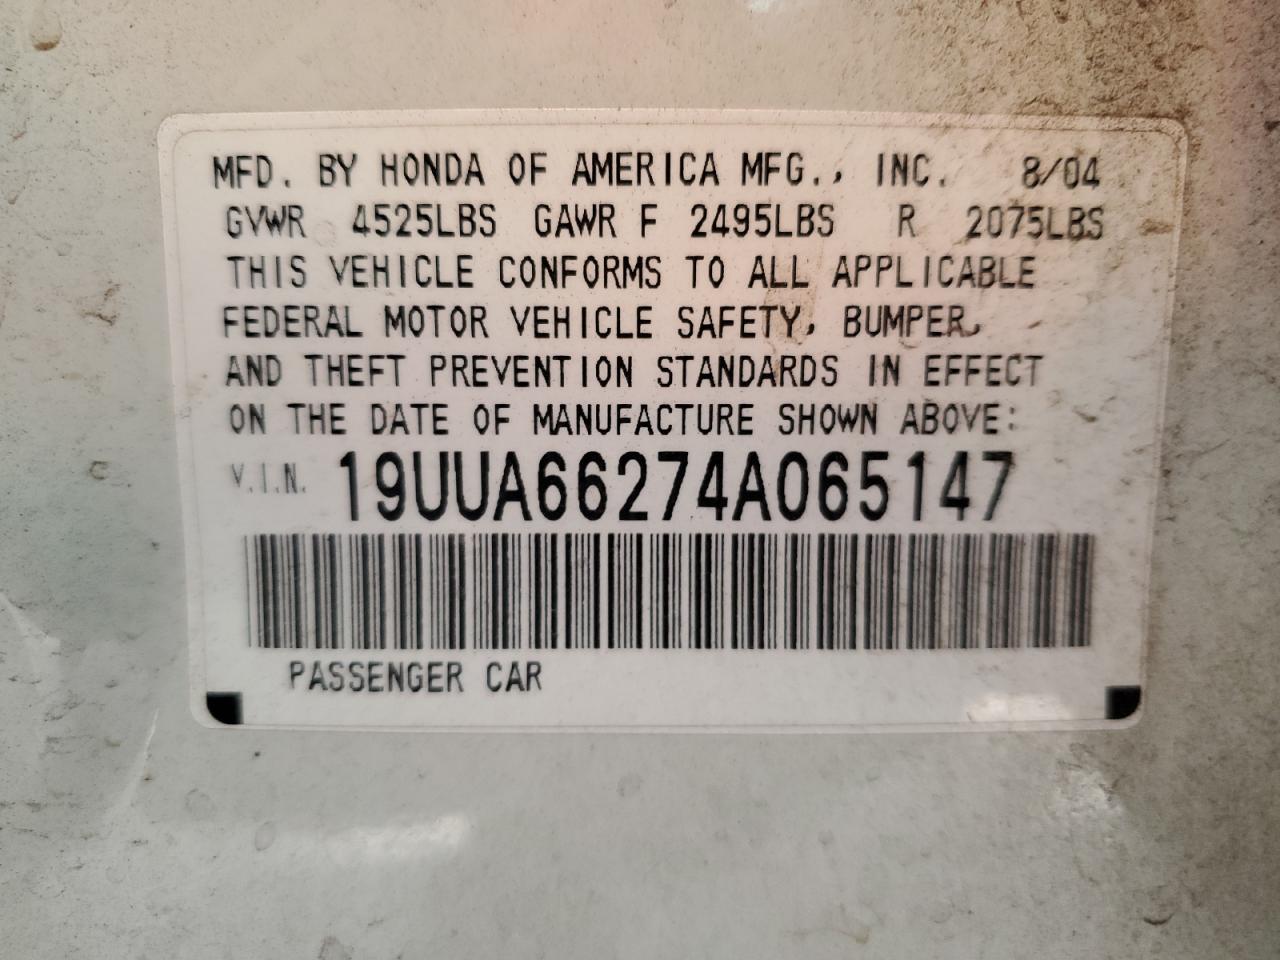 MFD. BY HONDA OF AMERICA MFG., INC. 8/04
GVWR 4525LBS GAWR F 2495LBS R 2075LBS
THIS VEHICLE CONFORMS TO ALL APPLICABLE
FEDERAL MOTOR VEHICLE SAFETY, BUMPER,
AND THEFT PREVENTION STANDARDS IN EFFECT
ON THE DATE OF MANUFACTURE SHOWN ABOVE:
V.I.N. 19UUA66274A065147
PASSENGER CAR